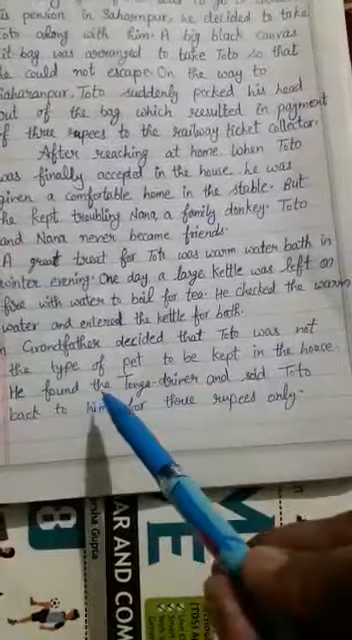 is pension in Saharnpur, he decided to take
Toto along with him. A big black canvas
kit bag was arranged to take Toto so that
he could not escape. On the way to
Saharanpur. Toto suddenly pocked his head
out of the bag which resulted in payment
of three rupees to the railway ticket collector.
After reaching at home. When Toto
was finally accepted in the house. he was
given a comfortable home in the stable. But
he kept troubling Nana, a family donkey. Toto
and Nana never became friends.
A great treat for Toto was warm water bath in
winter evening. One day a large kettle was left on
fire with water to boil for tea. He checked the warm
water and entered the kettle for bath.
Grandfather decided that Toto was not
the type of pet to be kept in the house.
He found the Tonga-driver and sold Toto
back to him for three rupees only.
8
rsha Gupta
AR AND COM
ME
(TDS)